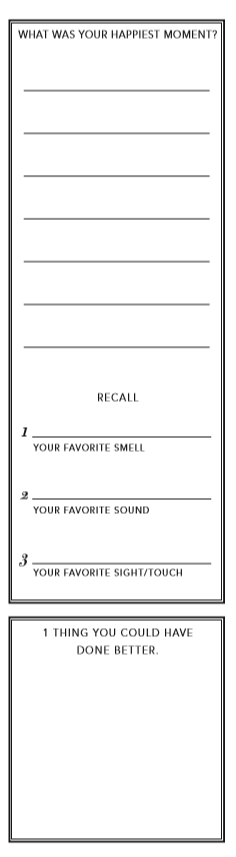 WHAT WAS YOUR HAPPIEST MOMENT?
RECALL
1
YOUR FAVORITE SMELL
2
YOUR FAVORITE SOUND
3
YOUR FAVORITE SIGHT/TOUCH
1 THING YOU COULD HAVE
DONE BETTER.